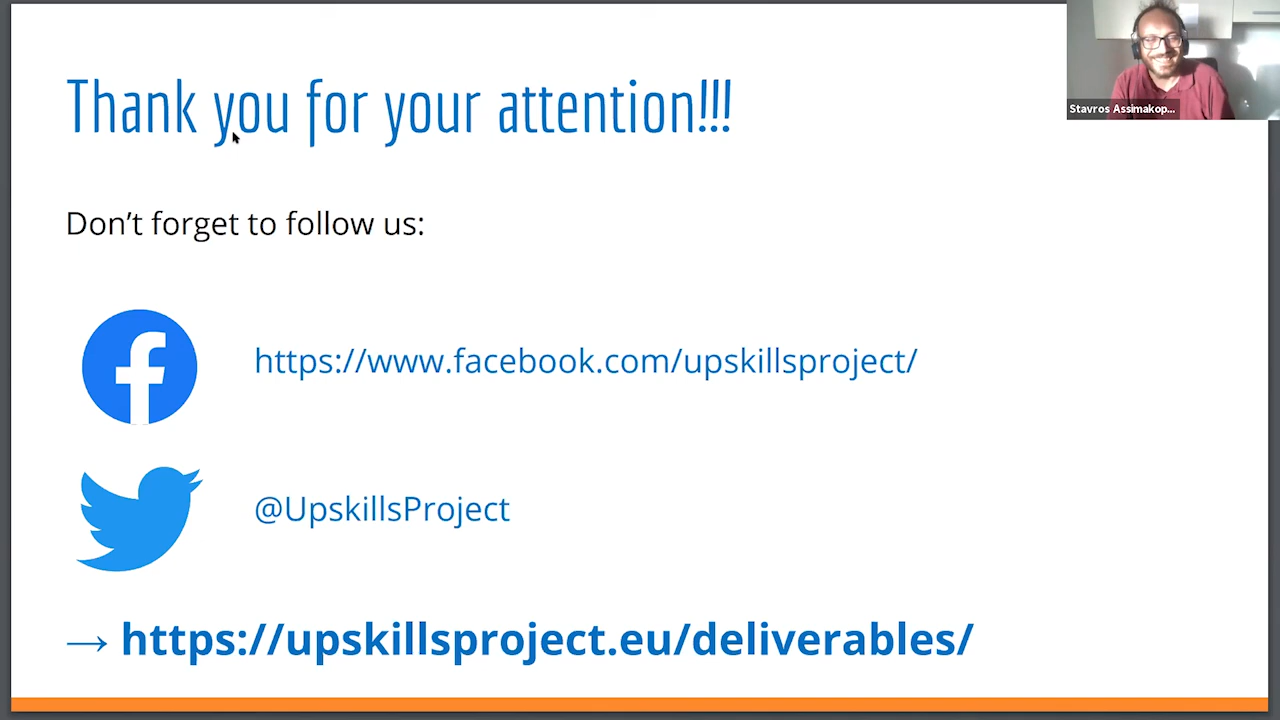 Thank you for your attention!!!
Stavros Assimakop...
Don't forget to follow us:
https://www.facebook.com/upskillsproject/
@UpskillsProject
→ https://upskillsproject.eu/deliverables/